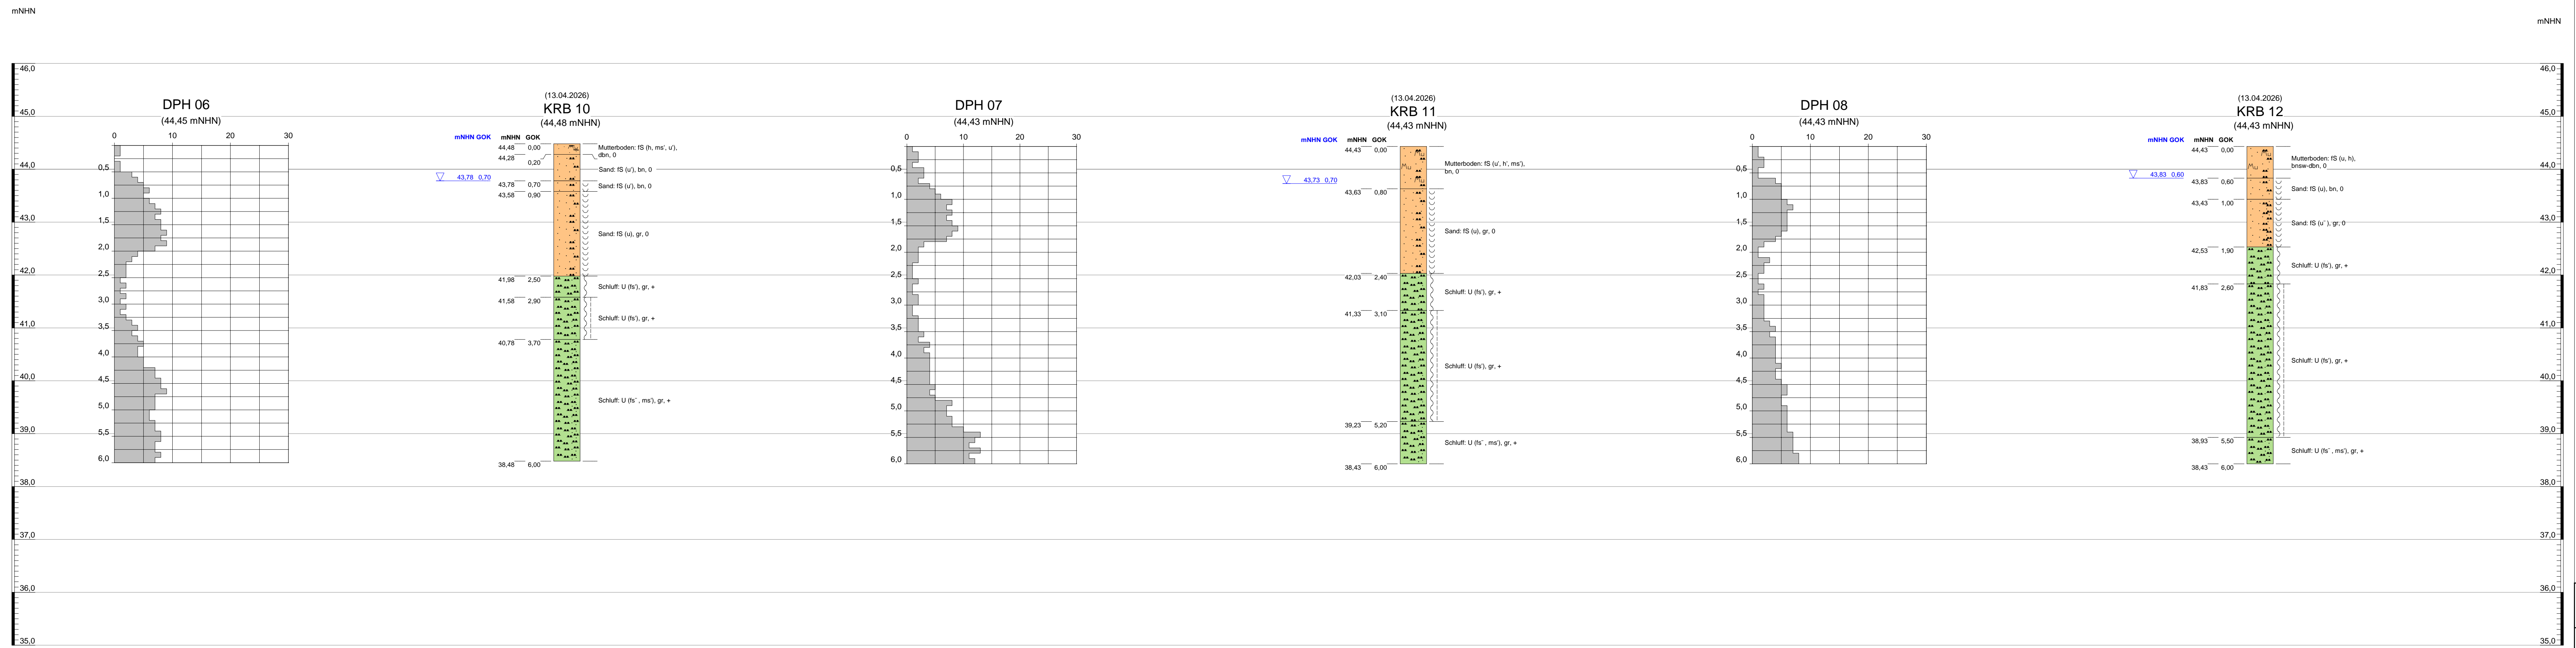 mNHN
mNHN
46,0
45,0
44,0
43,0
42,0
41,0
40,0
39,0
38,0
37,0
36,0
35,0
DPH 06
(44,45 mNHN)
0 10 20 30
0,5
1,0
1,5
2,0
2,5
3,0
3,5
4,0
4,5
5,0
5,5
6,0
(13.04.2026)
KRB 10
(44,48 mNHN)
mNHN GOK mNHN GOK
43,78 0,70
44,48 0,00
44,28 0,20
43,78 0,70
43,58 0,90
41,98 2,50
41,58 2,90
40,78 3,70
38,48 6,00
Mutterboden: fS (h, ms', u'),
dbn, 0
Sand: fS (u'), bn, 0
Sand: fS (u'), bn, 0
Sand: fS (u), gr, 0
Schluff: U (fs'), gr, +
Schluff: U (fs'), gr, +
Schluff: U (fsˉ, ms'), gr, +
DPH 07
(44,43 mNHN)
0 10 20 30
0,5
1,0
1,5
2,0
2,5
3,0
3,5
4,0
4,5
5,0
5,5
6,0
(13.04.2026)
KRB 11
(44,43 mNHN)
mNHN GOK mNHN GOK
43,73 0,70
44,43 0,00
43,63 0,80
42,03 2,40
41,33 3,10
39,23 5,20
38,43 6,00
Mu Mu
Mutterboden: fS (u', h', ms'),
bn, 0
Sand: fS (u), gr, 0
Schluff: U (fs'), gr, +
Schluff: U (fs'), gr, +
Schluff: U (fsˉ, ms'), gr, +
DPH 08
(44,43 mNHN)
0 10 20 30
0,5
1,0
1,5
2,0
2,5
3,0
3,5
4,0
4,5
5,0
5,5
6,0
(13.04.2026)
KRB 12
(44,43 mNHN)
mNHN GOK mNHN GOK
43,83 0,60
44,43 0,00
43,83 0,60
43,43 1,00
42,53 1,90
41,83 2,60
38,93 5,50
38,43 6,00
Mu
Mu
Mu
Mutterboden: fS (u, h),
bnsw-dbn, 0
Sand: fS (u), bn, 0
Sand: fS (uˉ), gr, 0
Schluff: U (fs'), gr, +
Schluff: U (fs'), gr, +
Schluff: U (fsˉ, ms'), gr, +
46,0
45,0
44,0
43,0
42,0
41,0
40,0
39,0
38,0
37,0
36,0
35,0